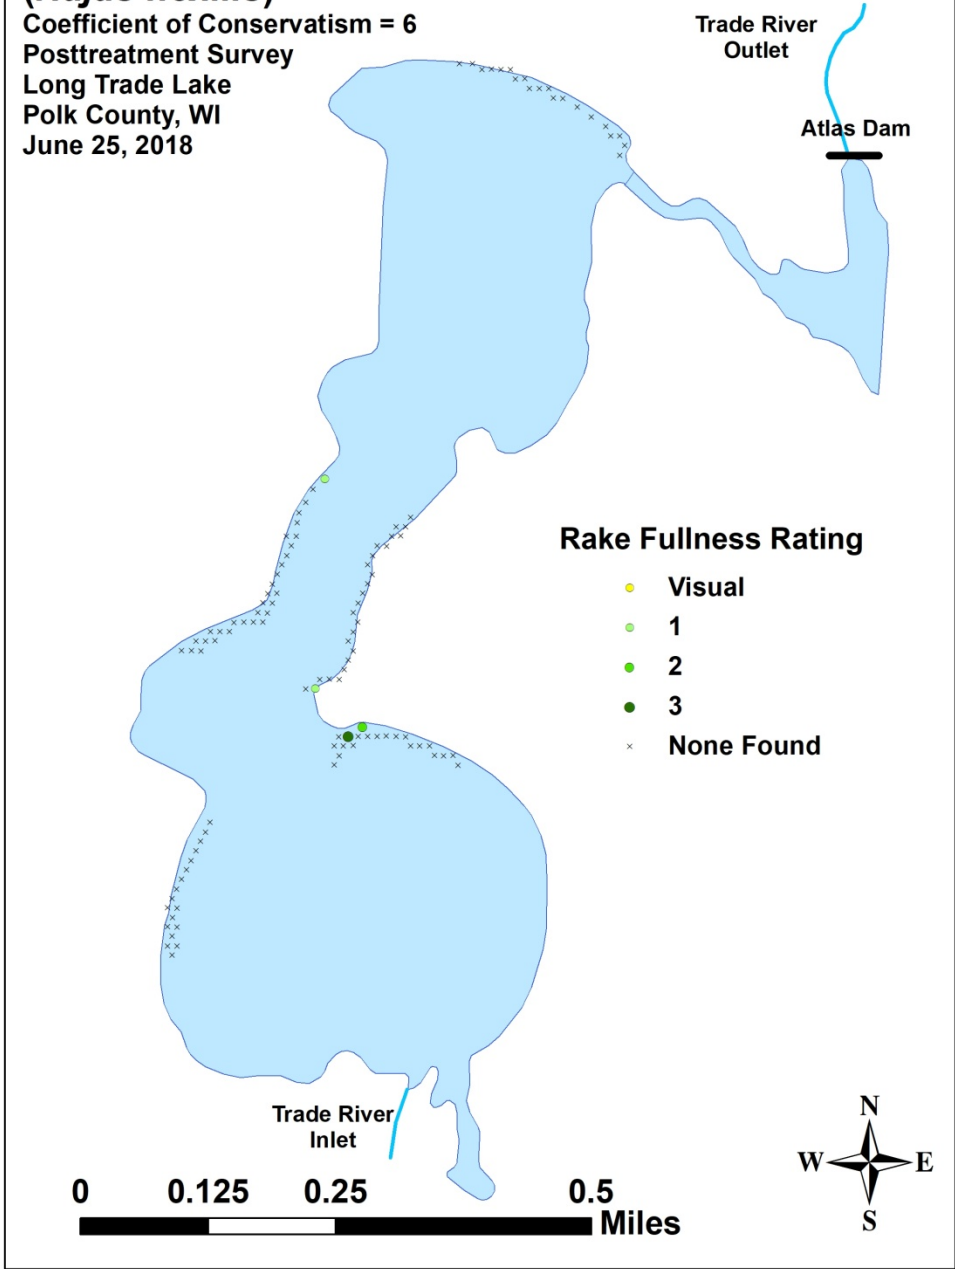 Coefficient of Conservatism = 6
Posttreatment Survey
Long Trade Lake
Polk County, WI
June 25, 2018
Trade River
Outlet
Atlas Dam
Rake Fullness Rating
Visual
1
2
3
None Found
Trade River
Inlet
N
W E
S
0 0.125 0.25 0.5
Miles